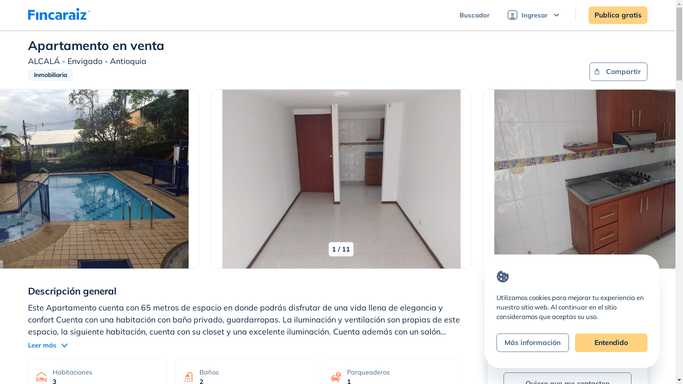 Fincaraiz
Buscador
Ingresar
Publica gratis
Apartamento en venta
ALCALÁ - Envigado - Antioquia
Inmobiliaria
Compartir
1 / 11
Descripción general
Este Apartamento cuenta con 65 metros de espacio en donde podrás disfrutar de una vida llena de elegancia y
confort Cuenta con una habitación con baño privado, guardarropas. La iluminación y ventilación son propias de este
espacio, la siguiente habitación, cuenta con su closet y una excelente iluminación. Cuenta además con un salón...
Leer más
Habitaciones
3
Baños
2
Parqueaderos
1
Utilizamos cookies para mejorar tu experiencia en
nuestro sitio web. Al continuar en el sitio
consideramos que aceptas su uso.
Más información
Entendido
Quiero que me contacten